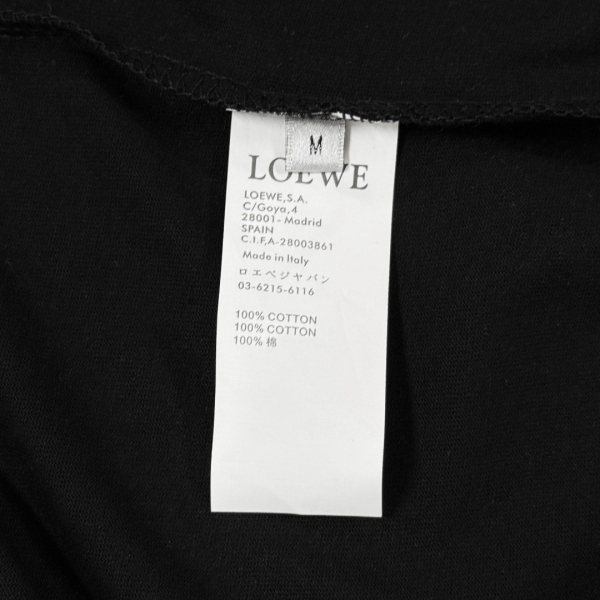 M
LOEWE
LOEWE,S.A.
C/Goya,4
28001- Madrid
SPAIN
C.I.F,A-28003861
Made in Italy
ロエベジャパン
03-6215-6116
100% COTTON
100% COTTON
100% 棉